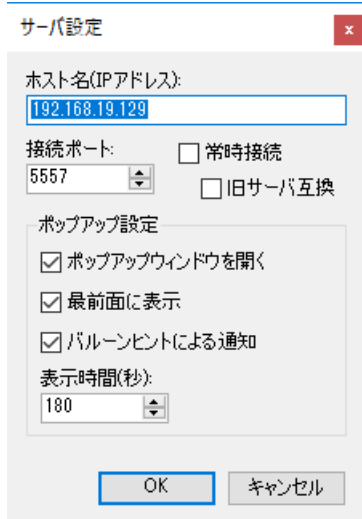 サーバ設定
x
ホスト名(IPアドレス):
192.168.19.129
接続ポート:
常時接続
5557
旧サーバ互換
ポップアップ設定
ポップアップウィンドウを開く
最前面に表示
バルーンヒントによる通知
表示時間(秒):
180
OK
キャンセル